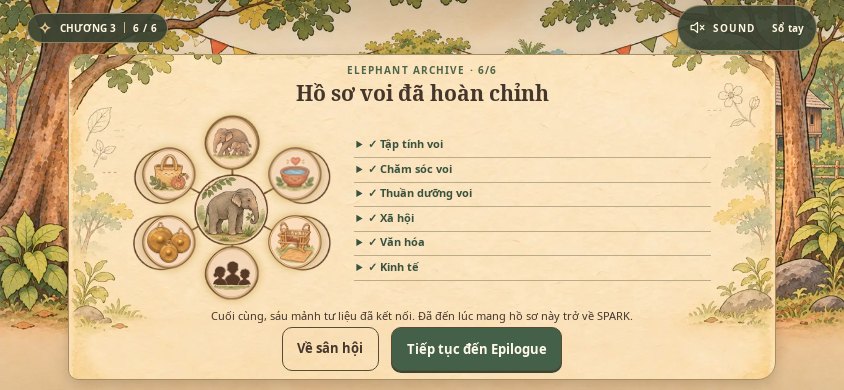 CHƯƠNG 3 | 6 / 6
SOUND
Sổ tay
ELEPHANT ARCHIVE · 6/6
Hồ sơ voi đã hoàn chỉnh
▶ ✓ Tập tính voi
▶ ✓ Chăm sóc voi
▶ ✓ Thuần dưỡng voi
▶ ✓ Xã hội
▶ ✓ Văn hóa
▶ ✓ Kinh tế
Cuối cùng, sáu mảnh tư liệu đã kết nối. Đã đến lúc mang hồ sơ này trở về SPARK.
Về sân hội
Tiếp tục đến Epilogue